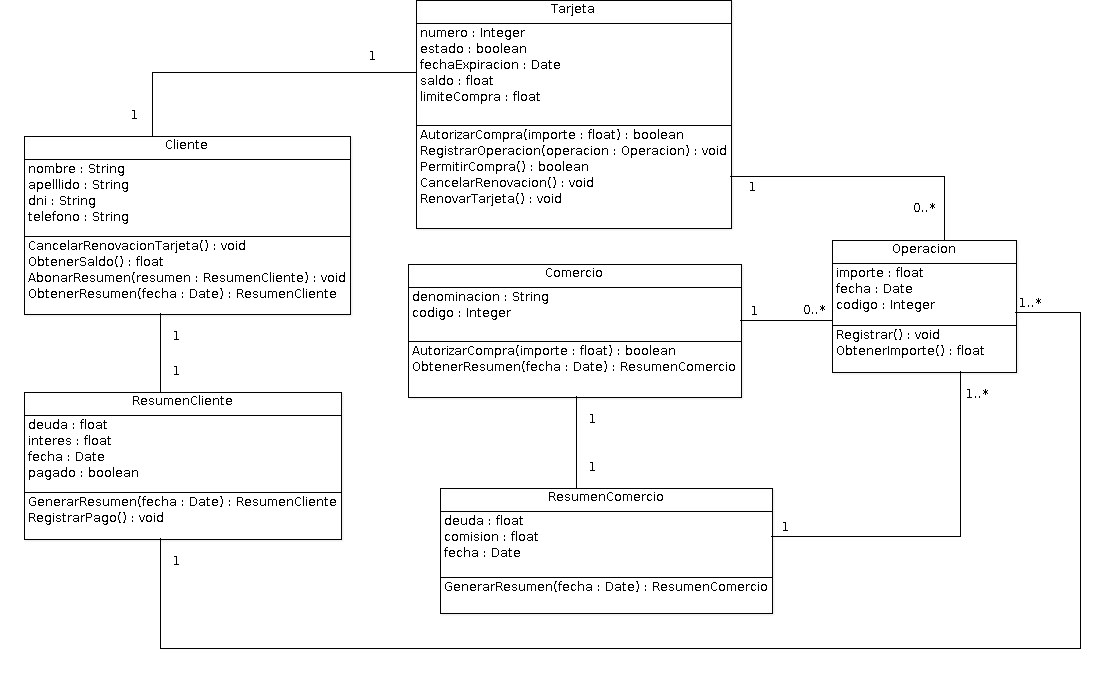 Tarjeta
numero : Integer
estado : boolean
fechaExpiracion : Date
saldo : float
limiteCompra : float
AutorizarCompra(importe : float) : boolean
RegistrarOperacion(operacion : Operacion) : void
PermitirCompra() : boolean
CancelarRenovacion() : void
RenovarTarjeta() : void
1
1
Cliente
nombre : String
apelllido : String
dni : String
telefono : String
CancelarRenovacionTarjeta() : void
ObtenerSaldo() : float
AbonarResumen(resumen : ResumenCliente) : void
ObtenerResumen(fecha : Date) : ResumenCliente
1
0..*
Operacion
importe : float
fecha : Date
codigo : Integer
Registrar() : void
ObtenerImporte() : float
Comercio
denominacion : String
codigo : Integer
AutorizarCompra(importe : float) : boolean
ObtenerResumen(fecha : Date) : ResumenComercio
1
0..*
1..*
1..*
1
1
ResumenCliente
deuda : float
interes : float
fecha : Date
pagado : boolean
GenerarResumen(fecha : Date) : ResumenCliente
RegistrarPago() : void
1
1
1
ResumenComercio
deuda : float
comision : float
fecha : Date
GenerarResumen(fecha : Date) : ResumenComercio
1